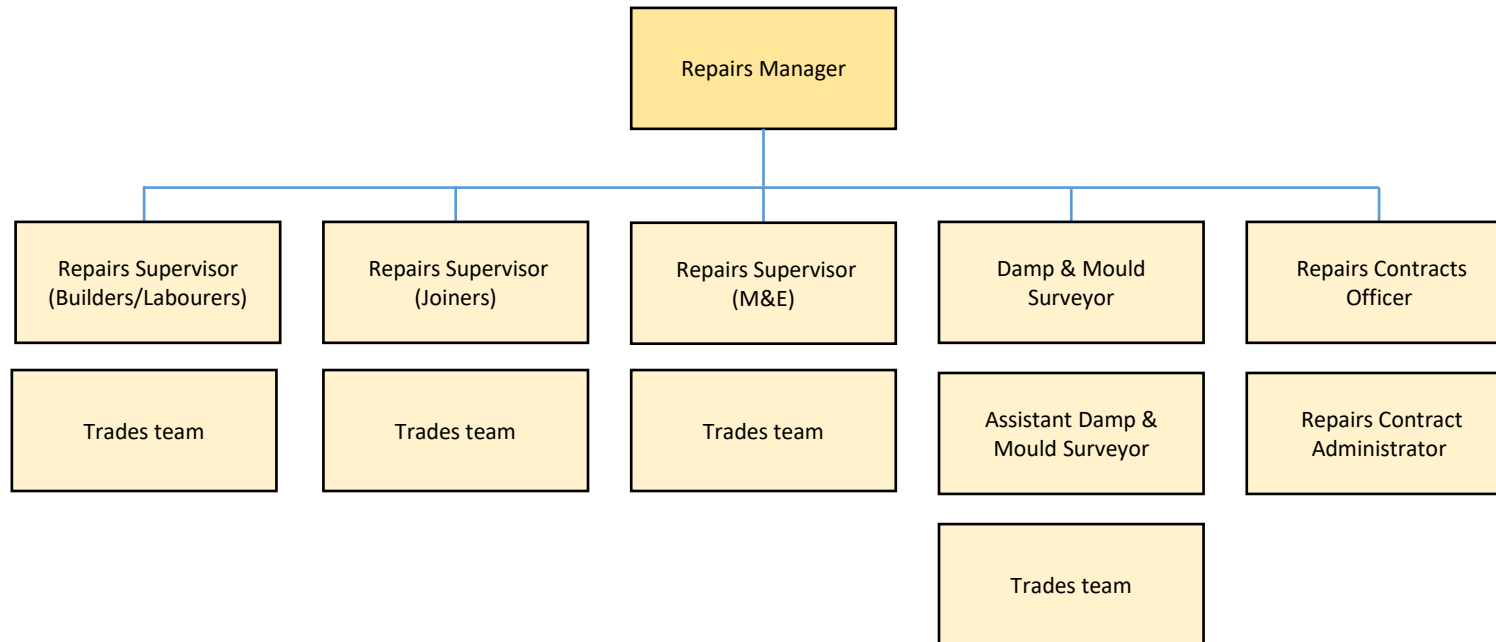 Repairs Manager
Repairs Supervisor
(Builders/Labourers)
Repairs Supervisor
(Joiners)
Repairs Supervisor
(M&E)
Damp & Mould
Surveyor
Repairs Contracts
Officer
Trades team
Trades team
Trades team
Assistant Damp &
Mould Surveyor
Repairs Contract
Administrator
Trades team